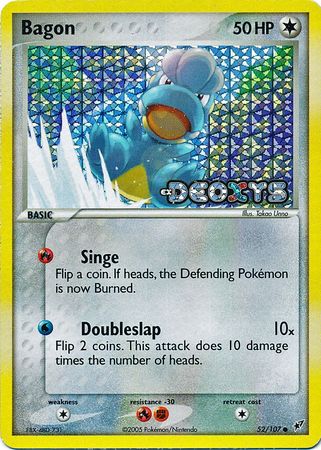 Bagon
50 HP
EX DEOXYS
BASIC
Illus. Takao Unno
Singe
Flip a coin. If heads, the Defending Pokémon
is now Burned.
Doubleslap
10x
Flip 2 coins. This attack does 10 damage
times the number of heads.
weakness
resistance -30
retreat cost
©2005 Pokémon/Nintendo
52/107